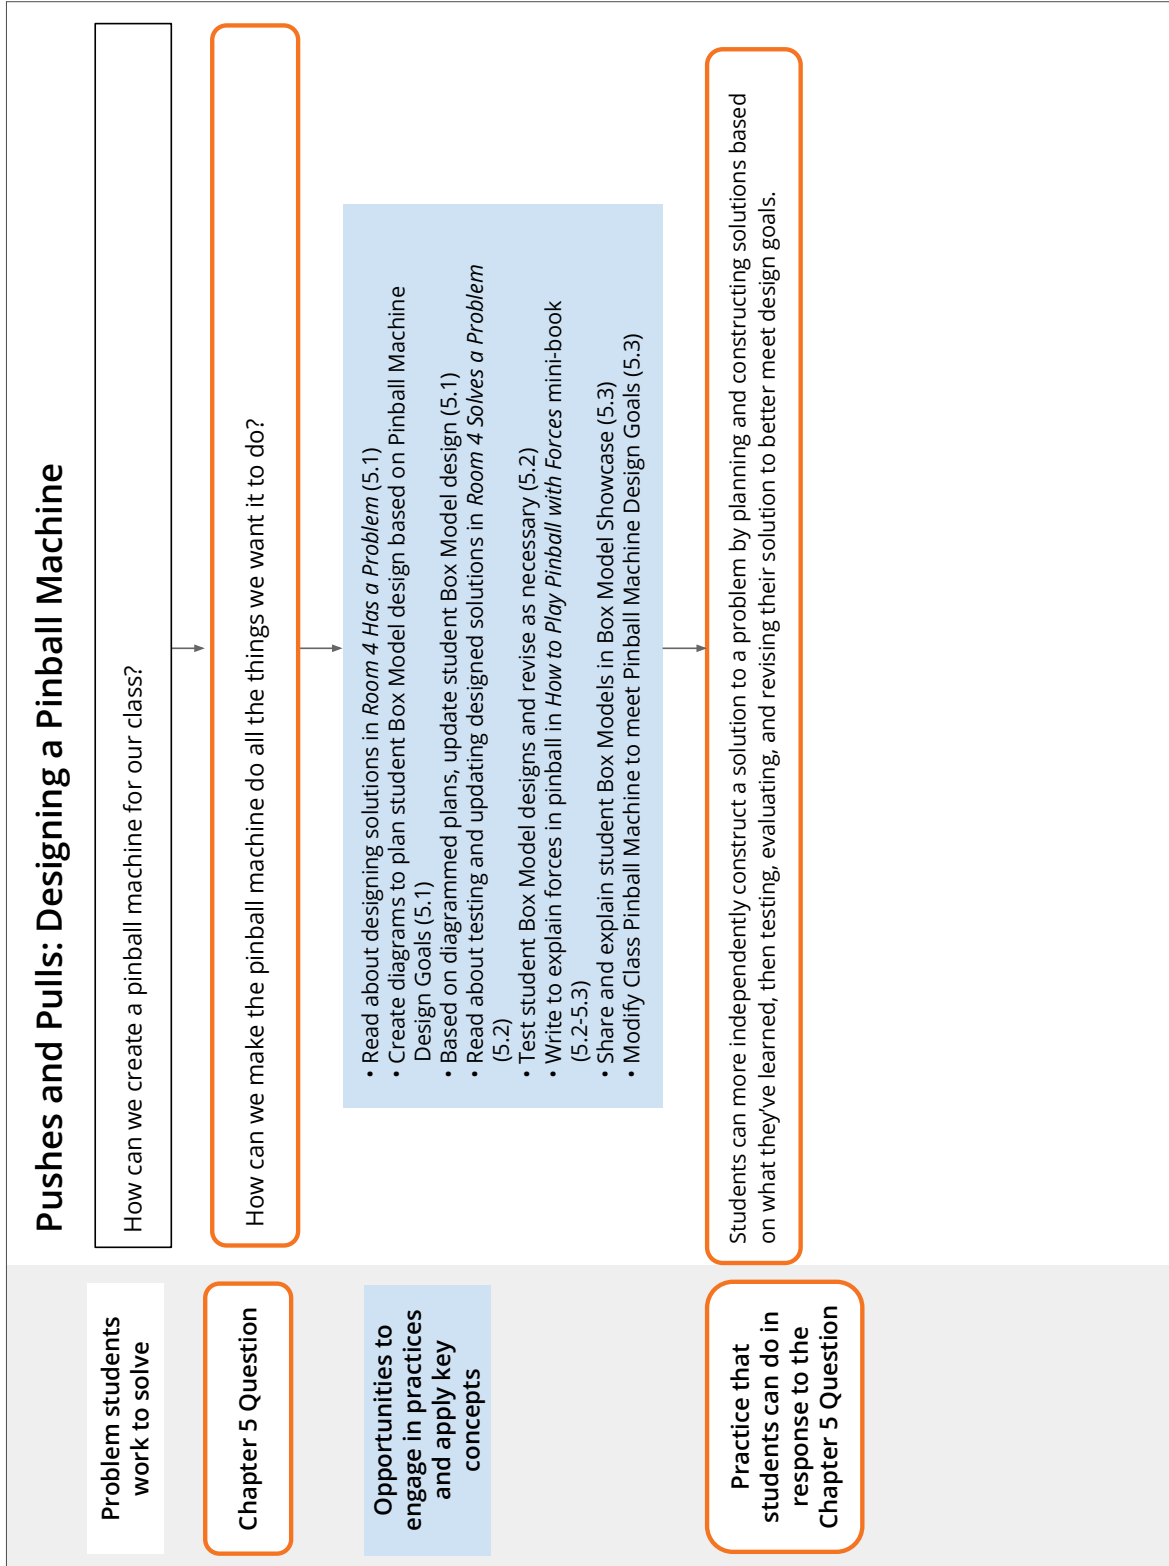 Pushes and Pulls: Designing a Pinball Machine
Problem students
work to solve
How can we create a pinball machine for our class?
Chapter 5 Question
How can we make the pinball machine do all the things we want it to do?
Opportunities to
engage in practices
and apply key
concepts
• Read about designing solutions in Room 4 Has a Problem (5.1)
• Create diagrams to plan student Box Model design based on Pinball Machine
Design Goals (5.1)
• Based on diagrammed plans, update student Box Model design (5.1)
• Read about testing and updating designed solutions in Room 4 Solves a Problem
(5.2)
• Test student Box Model designs and revise as necessary (5.2)
• Write to explain forces in pinball in How to Play Pinball with Forces mini-book
(5.2-5.3)
• Share and explain student Box Models in Box Model Showcase (5.3)
• Modify Class Pinball Machine to meet Pinball Machine Design Goals (5.3)
Practice that
students can do in
response to the
Chapter 5 Question
Students can more independently construct a solution to a problem by planning and constructing solutions based
on what they’ve learned, then testing, evaluating, and revising their solution to better meet design goals.